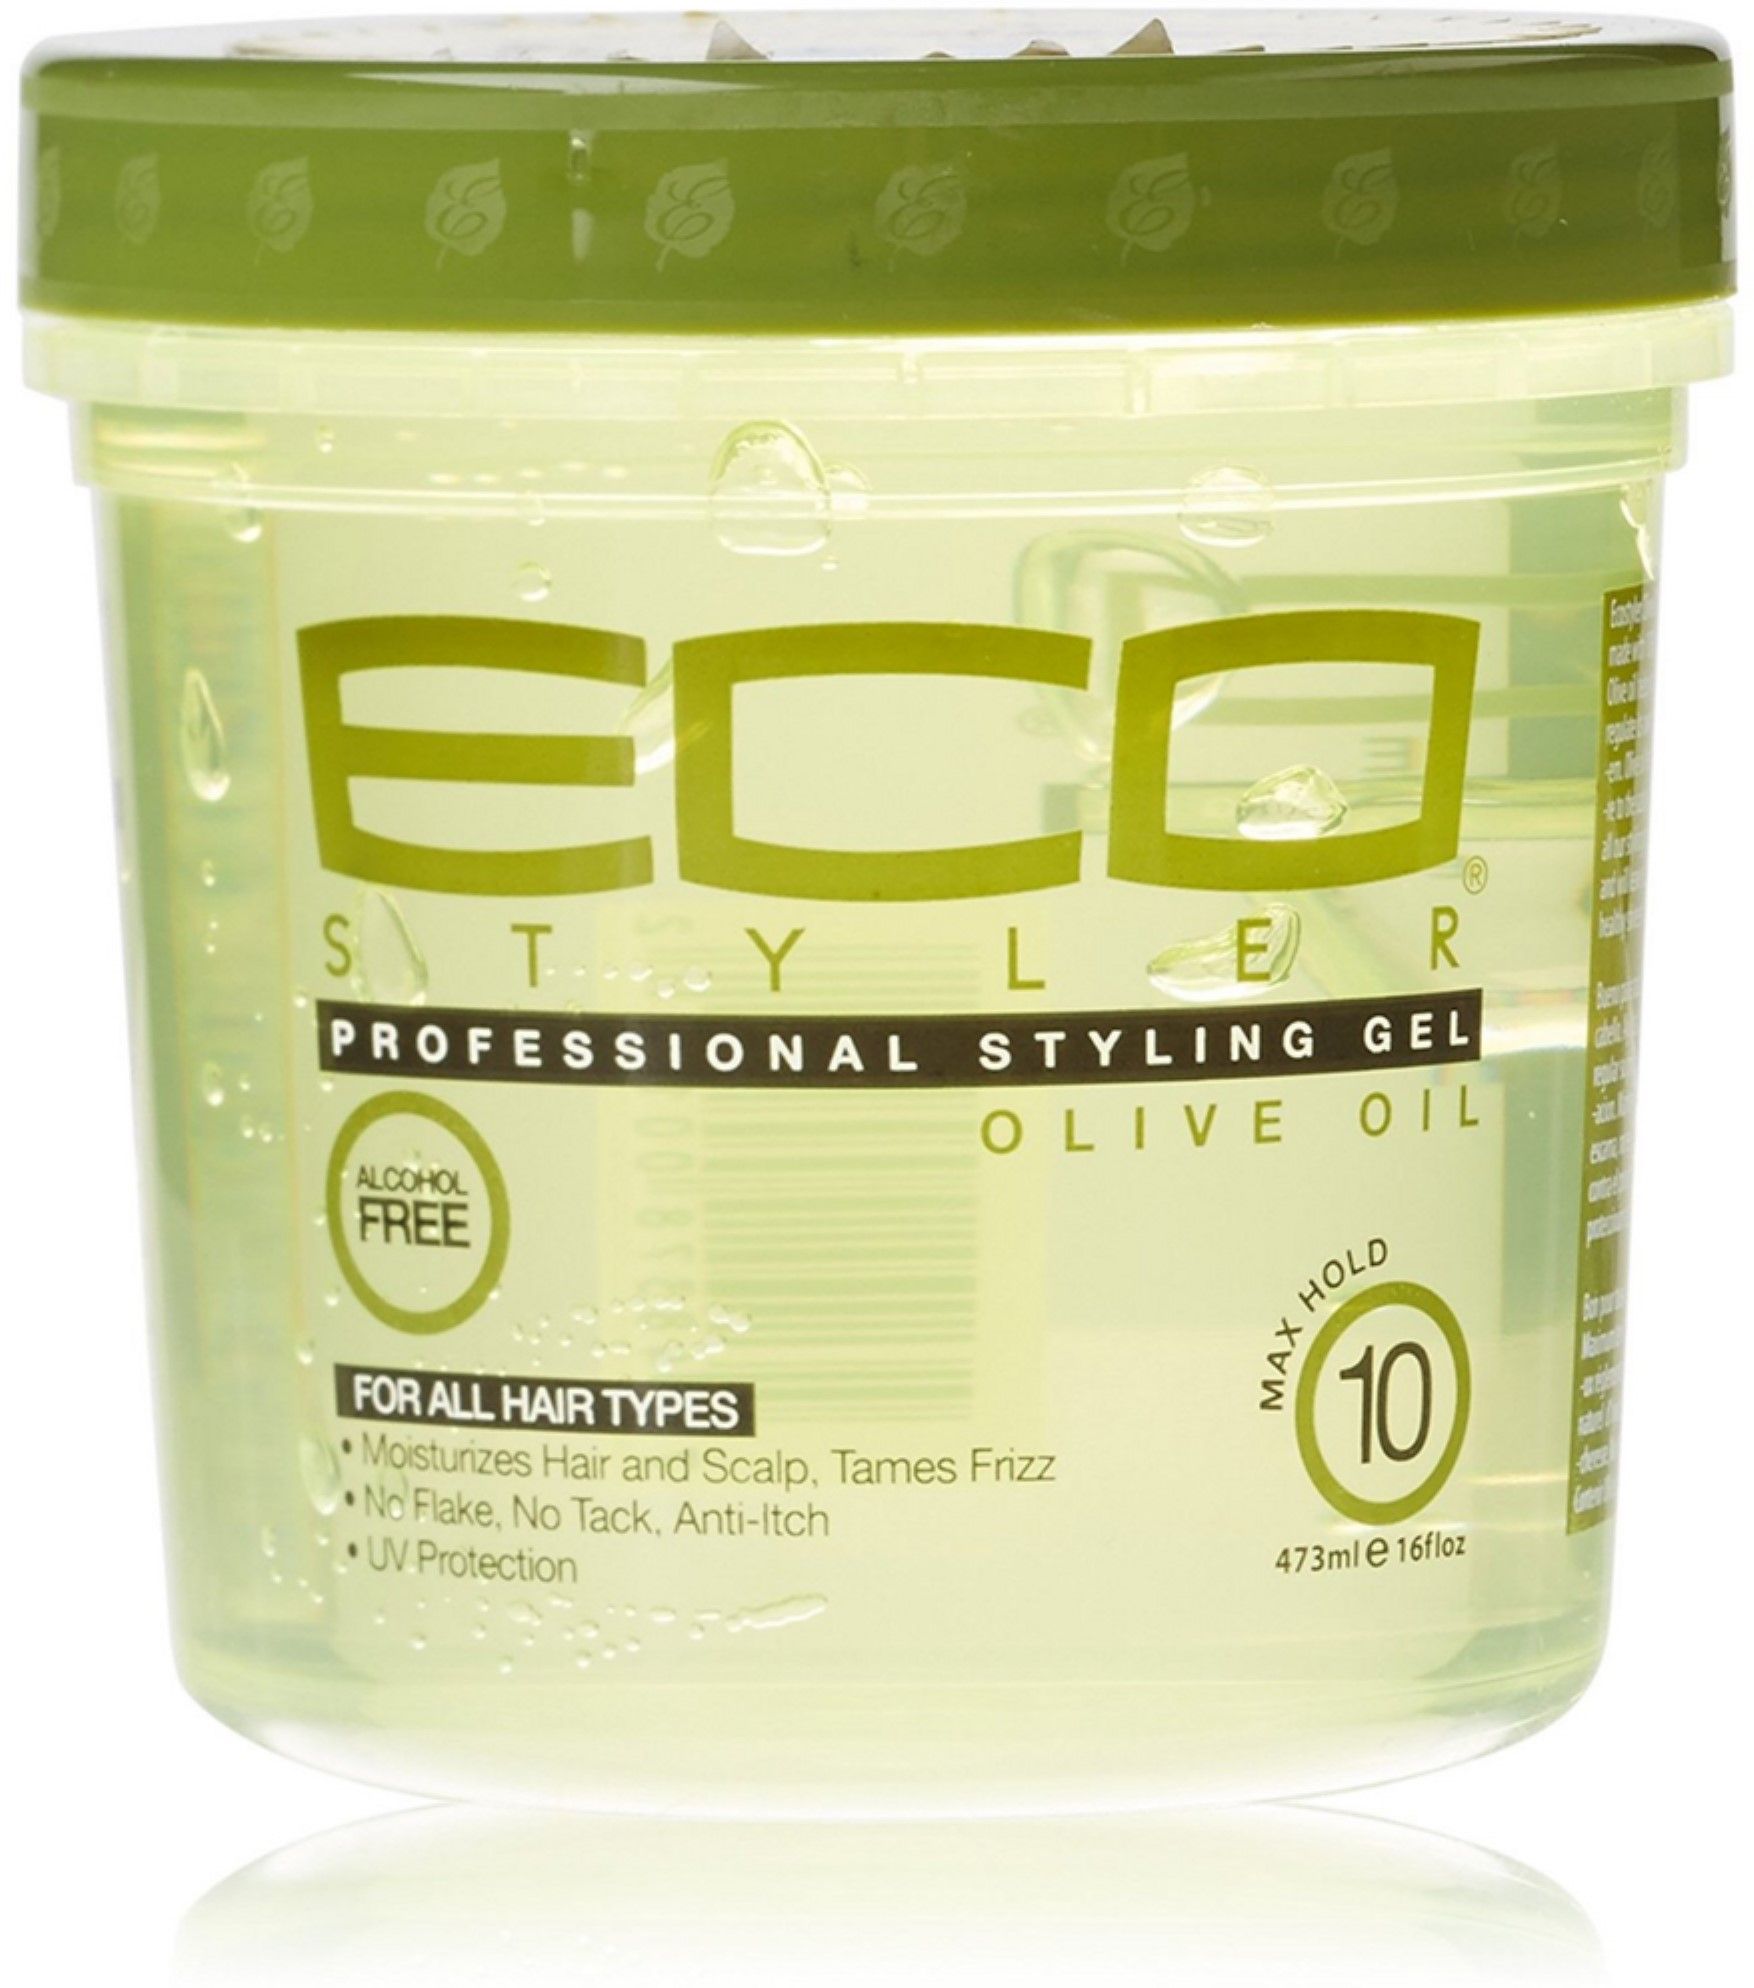 ECO®
STYLER
PROFESSIONAL STYLING GEL
OLIVE OIL
ALCOHOL
FREE
MAX HOLD
10
FOR ALL HAIR TYPES
• Moisturizes Hair and Scalp, Tames Frizz
• No Flake, No Tack, Anti-Itch
• UV Protection
473ml e 16floz